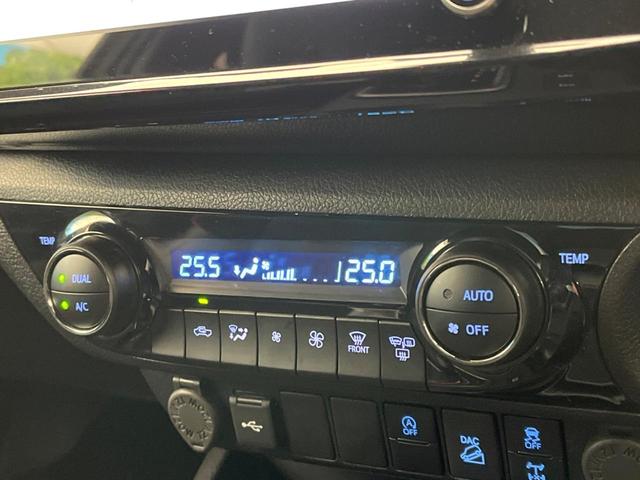 TEMP
25.5
25.0
TEMP
DUAL
A/C
AUTO
OFF
FRONT
A OFF
DAC
OFF